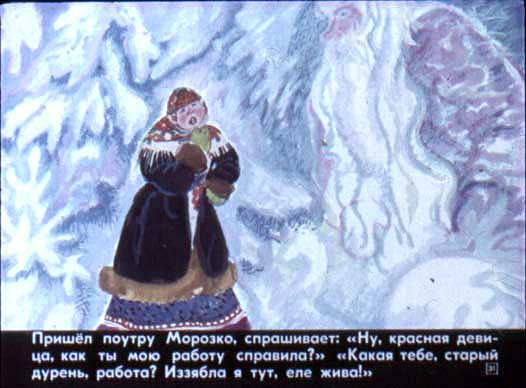 Пришёл поутру Морозко, спрашивает: «Ну, красная деви-
ца, как ты мою работу справила?» «Какая тебе, старый
дурень, работа? Иззябла я тут, еле жива!»
31